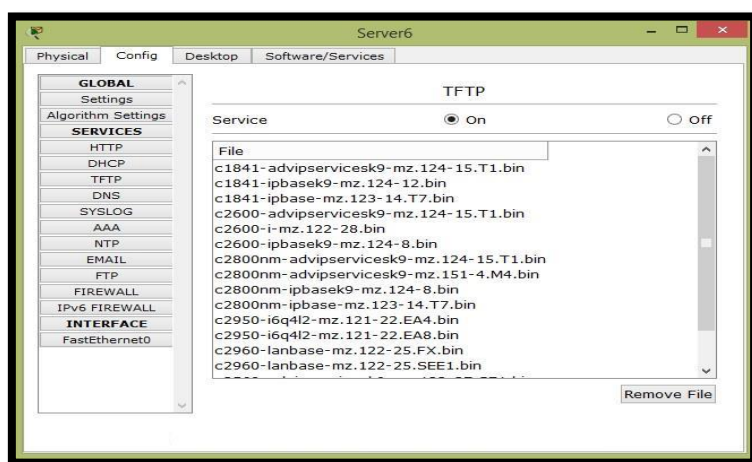 Server6
Physical Config Desktop Software/Services
GLOBAL
Settings
Algorithm Settings
SERVICES
HTTP
DHCP
TFTP
DNS
SYSLOG
AAA
NTP
EMAIL
FTP
FIREWALL
IPv6 FIREWALL
INTERFACE
FastEthernet0
TFTP
Service On Off
File
c1841-advipservicesk9-mz.124-15.T1.bin
c1841-ipbasek9-mz.124-12.bin
c1841-ipbase-mz.123-14.T7.bin
c2600-advipservicesk9-mz.124-15.T1.bin
c2600-i-mz.122-28.bin
c2600-ipbasek9-mz.124-8.bin
c2800nm-advipservicesk9-mz.124-15.T1.bin
c2800nm-advipservicesk9-mz.151-4.M4.bin
c2800nm-ipbasek9-mz.124-8.bin
c2800nm-ipbase-mz.123-14.T7.bin
c2950-i6q4l2-mz.121-22.EA4.bin
c2950-i6q4l2-mz.121-22.EA8.bin
c2960-lanbase-mz.122-25.FX.bin
c2960-lanbase-mz.122-25.SEE1.bin
Remove File